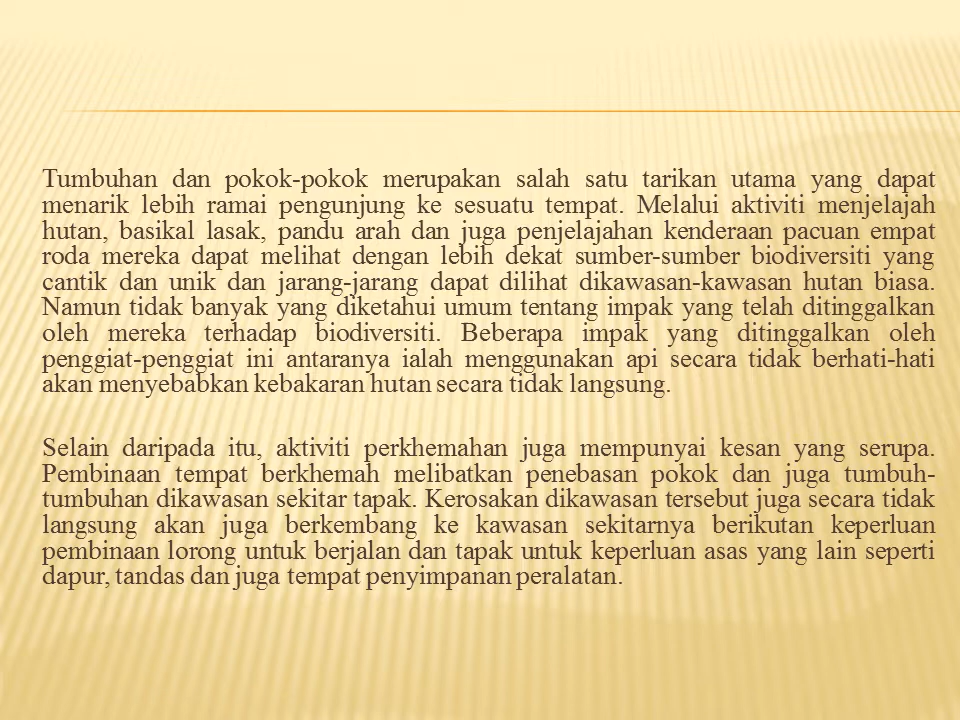 Tumbuhan dan pokok-pokok merupakan salah satu tarikan utama yang dapat
menarik lebih ramai pengunjung ke sesuatu tempat. Melalui aktiviti menjelajah
hutan, basikal lasak, pandu arah dan juga penjelajahan kenderaan pacuan empat
roda mereka dapat melihat dengan lebih dekat sumber-sumber biodiversiti yang
cantik dan unik dan jarang-jarang dapat dilihat dikawasan-kawasan hutan biasa.
Namun tidak banyak yang diketahui umum tentang impak yang telah ditinggalkan
oleh mereka terhadap biodiversiti. Beberapa impak yang ditinggalkan oleh
penggiat-penggiat ini antaranya ialah menggunakan api secara tidak berhati-hati
akan menyebabkan kebakaran hutan secara tidak langsung.
Selain daripada itu, aktiviti perkhemahan juga mempunyai kesan yang serupa.
Pembinaan tempat berkhemah melibatkan penebasan pokok dan juga tumbuh-
tumbuhan dikawasan sekitar tapak. Kerosakan dikawasan tersebut juga secara tidak
langsung akan juga berkembang ke kawasan sekitarnya berikutan keperluan
pembinaan lorong untuk berjalan dan tapak untuk keperluan asas yang lain seperti
dapur, tandas dan juga tempat penyimpanan peralatan.